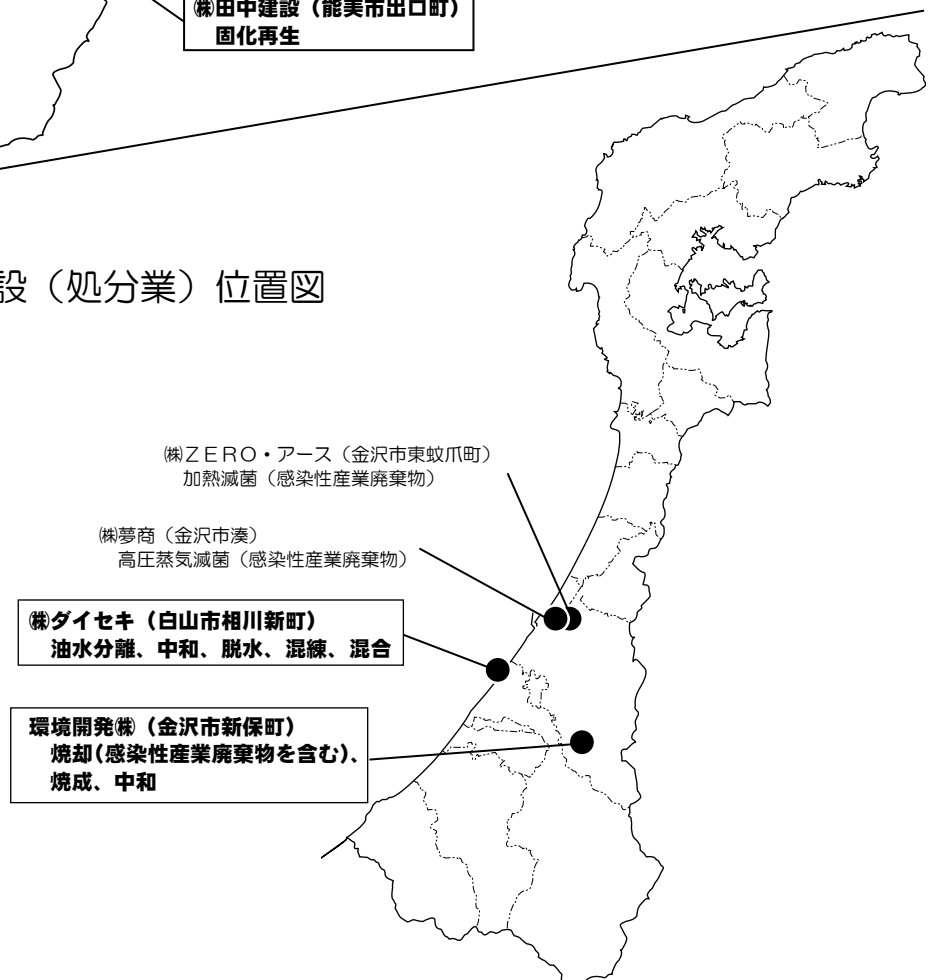 ㈱田中建設（能美市出口町）
固化再生
設（処分業）位置図
㈱ＺＥＲＯ・アース（金沢市東蚊爪町）
加熱滅菌（感染性産業廃棄物）
㈱夢商（金沢市湊）
高圧蒸気滅菌（感染性産業廃棄物）
㈱ダイセキ（白山市相川新町）
油水分離、中和、脱水、混練、混合
環境開発㈱（金沢市新保町）
焼却(感染性産業廃棄物を含む)、
焼成、中和